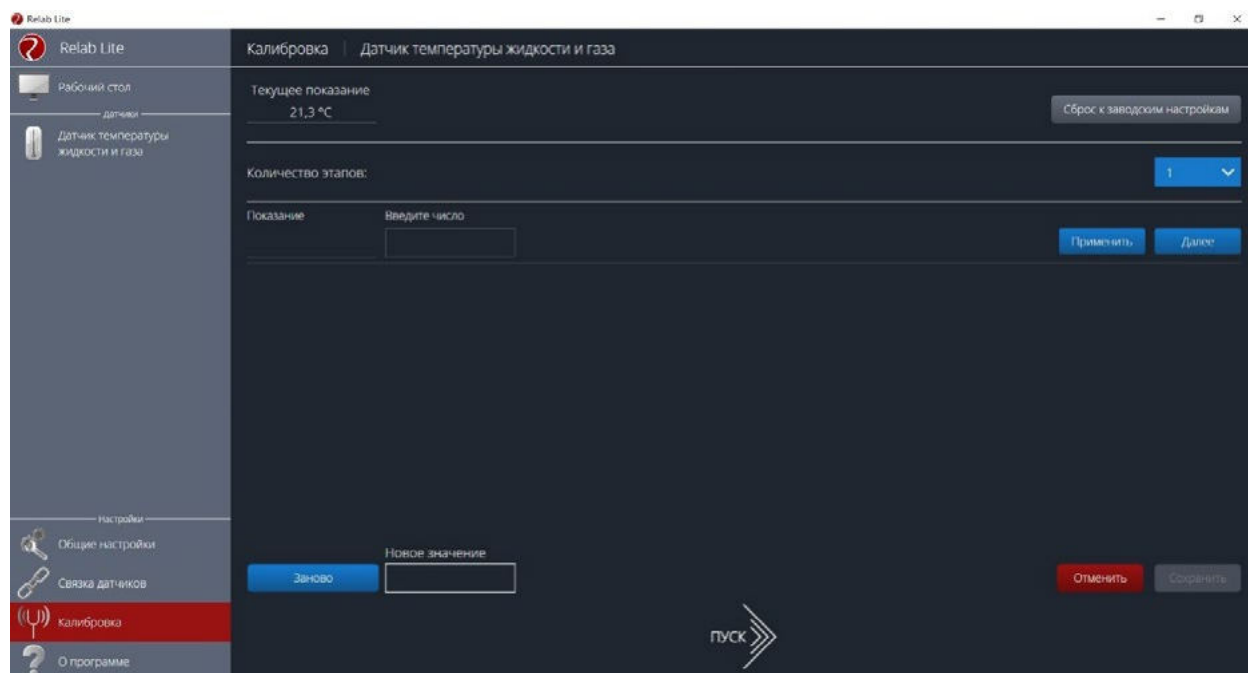 Relab Lite
Relab Lite
Рабочий стол
Датчики
Датчик температуры
жидкости и газа
Настройки
Общие настройки
Связка датчиков
Калибровка
О программе
Калибровка | Датчик температуры жидкости и газа
Текущее показание
21,3 °C
Сброс к заводским настройкам
Количество этапов:
1
Показание
Введите число
Применить
Далее
Новое значение
Заново
Отменить
Сохранить
ПУСК